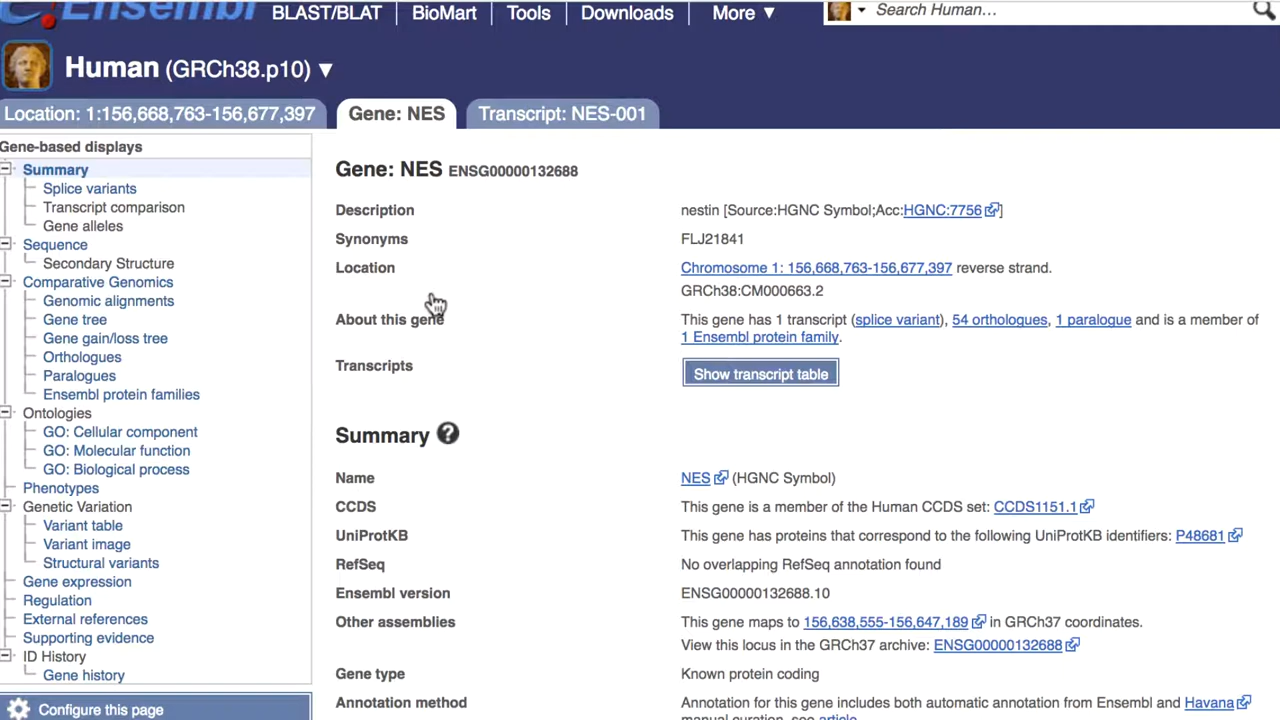 Ensembl BLAST/BLAT BioMart Tools Downloads More ▼ Search Human…
Human (GRCh38.p10) ▼
Location: 1:156,668,763-156,677,397 Gene: NES Transcript: NES-001
Gene-based displays
Summary
Splice variants
Transcript comparison
Gene alleles
Sequence
Secondary Structure
Comparative Genomics
Genomic alignments
Gene tree
Gene gain/loss tree
Orthologues
Paralogues
Ensembl protein families
Ontologies
GO: Cellular component
GO: Molecular function
GO: Biological process
Phenotypes
Genetic Variation
Variant table
Variant image
Structural variants
Gene expression
Regulation
External references
Supporting evidence
ID History
Gene history
Configure this page
Gene: NES ENSG00000132688
Description nestin [Source:HGNC Symbol;Acc:HGNC:7756]
Synonyms FLJ21841
Location Chromosome 1: 156,668,763-156,677,397 reverse strand.
GRCh38:CM000663.2
About this gene This gene has 1 transcript (splice variant), 54 orthologues, 1 paralogue and is a member of
1 Ensembl protein family.
Transcripts Show transcript table
Summary ?
Name NES (HGNC Symbol)
CCDS This gene is a member of the Human CCDS set: CCDS1151.1
UniProtKB This gene has proteins that correspond to the following UniProtKB identifiers: P48681
RefSeq No overlapping RefSeq annotation found
Ensembl version ENSG00000132688.10
Other assemblies This gene maps to 156,638,555-156,647,189 in GRCh37 coordinates.
View this locus in the GRCh37 archive: ENSG00000132688
Gene type Known protein coding
Annotation method Annotation for this gene includes both automatic annotation from Ensembl and Havana
manual curation, see article.